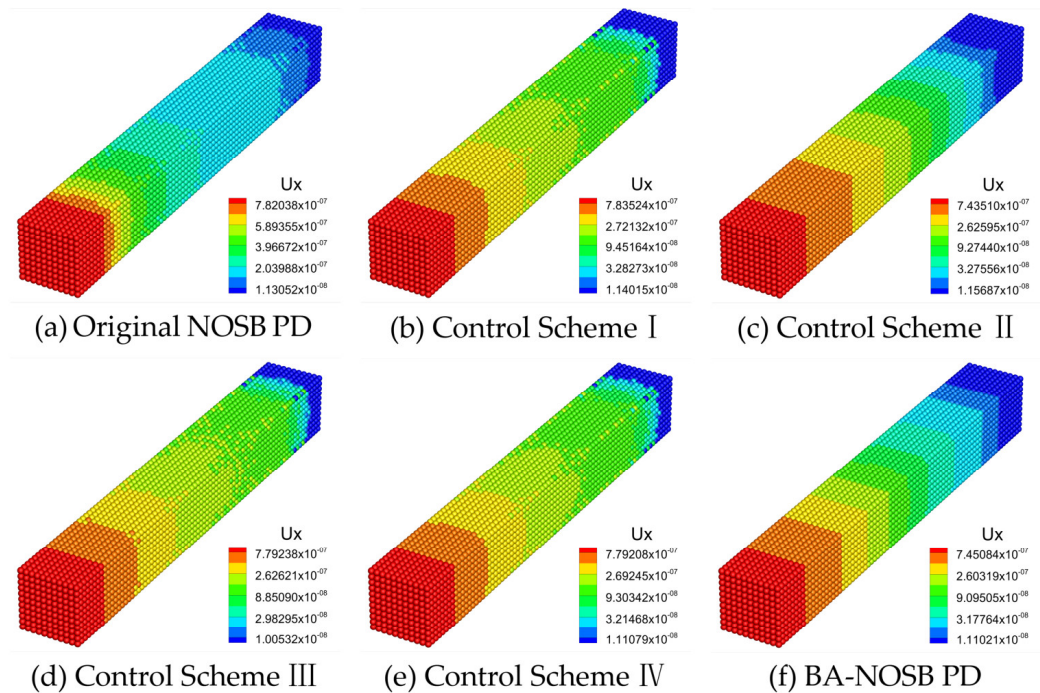 Ux
7.82038x10⁻⁰⁷
5.89355x10⁻⁰⁷
3.96672x10⁻⁰⁷
2.03988x10⁻⁰⁷
1.13052x10⁻⁰⁸
(a) Original NOSB PD
Ux
7.83524x10⁻⁰⁷
2.72132x10⁻⁰⁷
9.45164x10⁻⁰⁸
3.28273x10⁻⁰⁸
1.14015x10⁻⁰⁸
(b) Control Scheme Ⅰ
Ux
7.43510x10⁻⁰⁷
2.62595x10⁻⁰⁷
9.27440x10⁻⁰⁸
3.27556x10⁻⁰⁸
1.15687x10⁻⁰⁸
(c) Control Scheme Ⅱ
Ux
7.79238x10⁻⁰⁷
2.62621x10⁻⁰⁷
8.85090x10⁻⁰⁸
2.98295x10⁻⁰⁸
1.00532x10⁻⁰⁸
(d) Control Scheme Ⅲ
Ux
7.79208x10⁻⁰⁷
2.69245x10⁻⁰⁷
9.30342x10⁻⁰⁸
3.21468x10⁻⁰⁸
1.11079x10⁻⁰⁸
(e) Control Scheme Ⅳ
Ux
7.45084x10⁻⁰⁷
2.60319x10⁻⁰⁷
9.09505x10⁻⁰⁸
3.17764x10⁻⁰⁸
1.11021x10⁻⁰⁸
(f) BA-NOSB PD